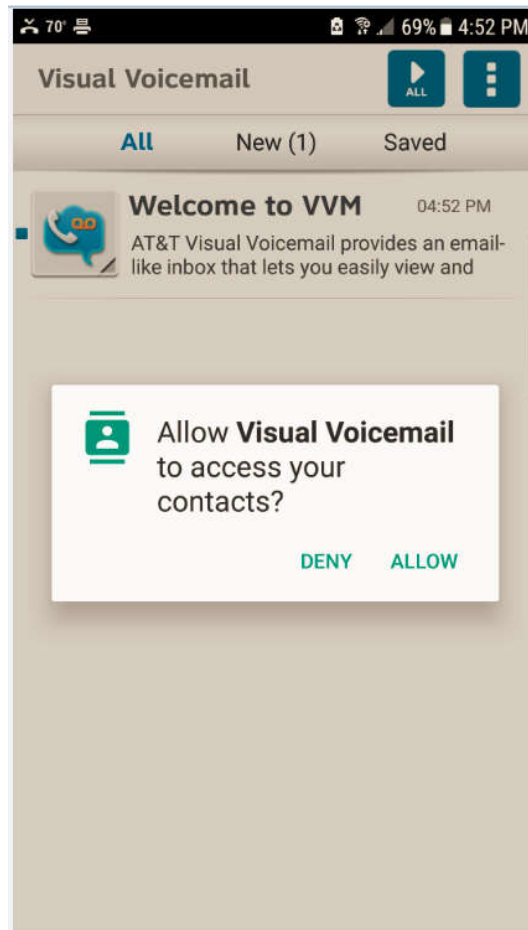 70° 69% 4:52 PM
Visual Voicemail
ALL
All New (1) Saved
Welcome to VVM 04:52 PM
AT&T Visual Voicemail provides an email-
like inbox that lets you easily view and
Allow Visual Voicemail
to access your
contacts?
DENY ALLOW